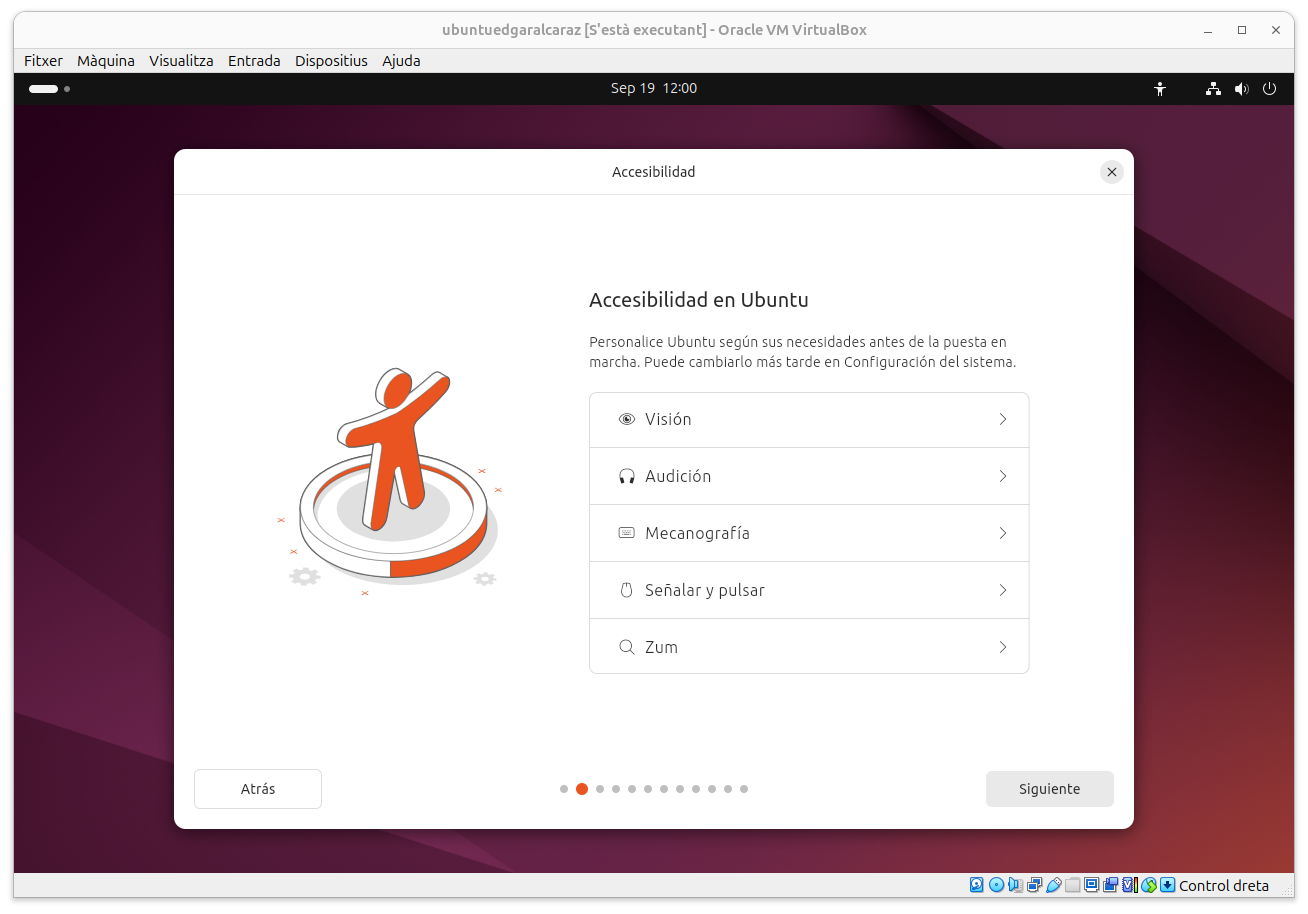 ubuntuedgaralcaraz [S'està executant] - Oracle VM VirtualBox
Fitxer Màquina Visualitza Entrada Dispositius Ajuda
Sep 19 12:00
Accesibilidad
Accesibilidad en Ubuntu
Personalice Ubuntu según sus necesidades antes de la puesta en
marcha. Puede cambiarlo más tarde en Configuración del sistema.
Visión
Audición
Mecanografía
Señalar y pulsar
Zum
Atrás
Siguiente
Control dreta